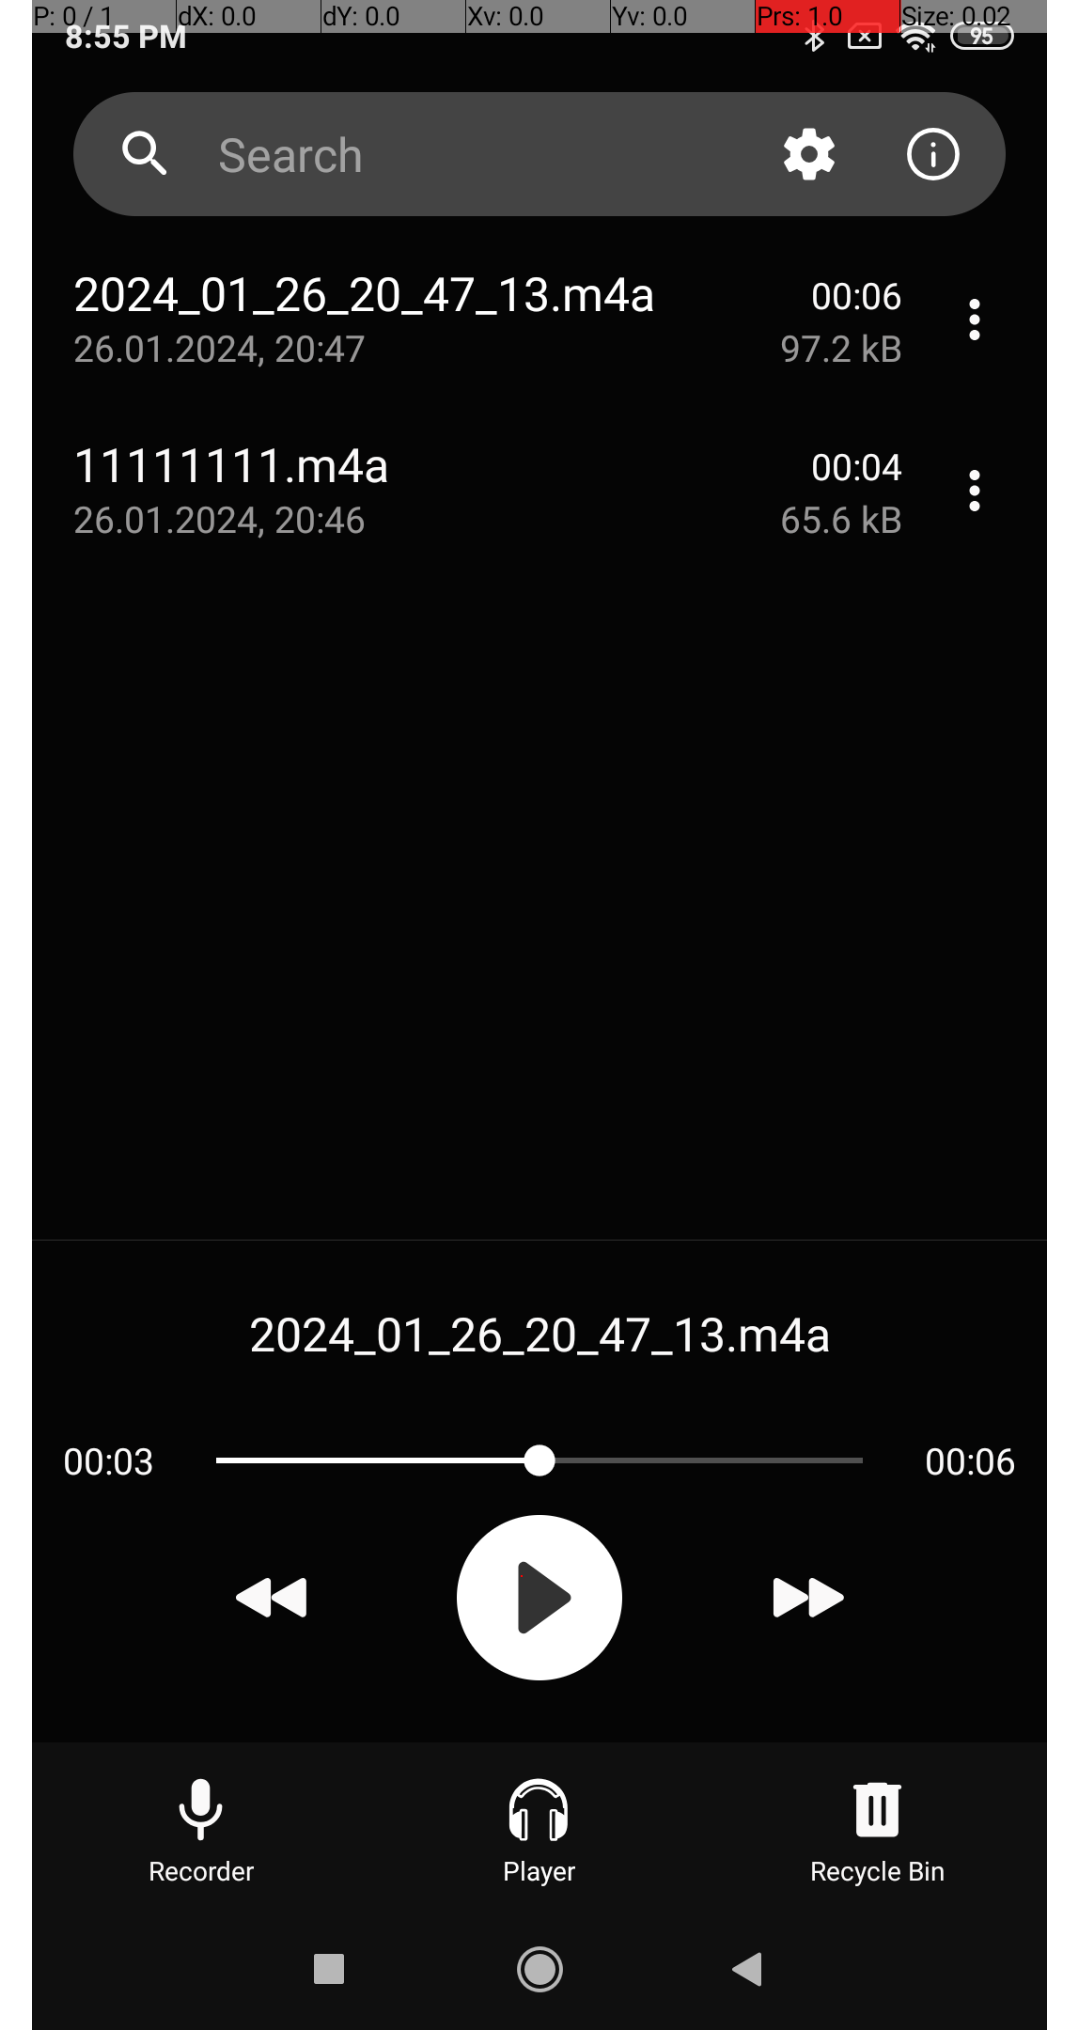 P: 0 / 1 dX: 0.0 dY: 0.0 Xv: 0.0 Yv: 0.0 Prs: 1.0 Size: 0.02
8:55 PM 95
Search
2024_01_26_20_47_13.m4a 00:06
26.01.2024, 20:47 97.2 kB
11111111.m4a 00:04
26.01.2024, 20:46 65.6 kB
2024_01_26_20_47_13.m4a
00:03 00:06
Recorder Player Recycle Bin